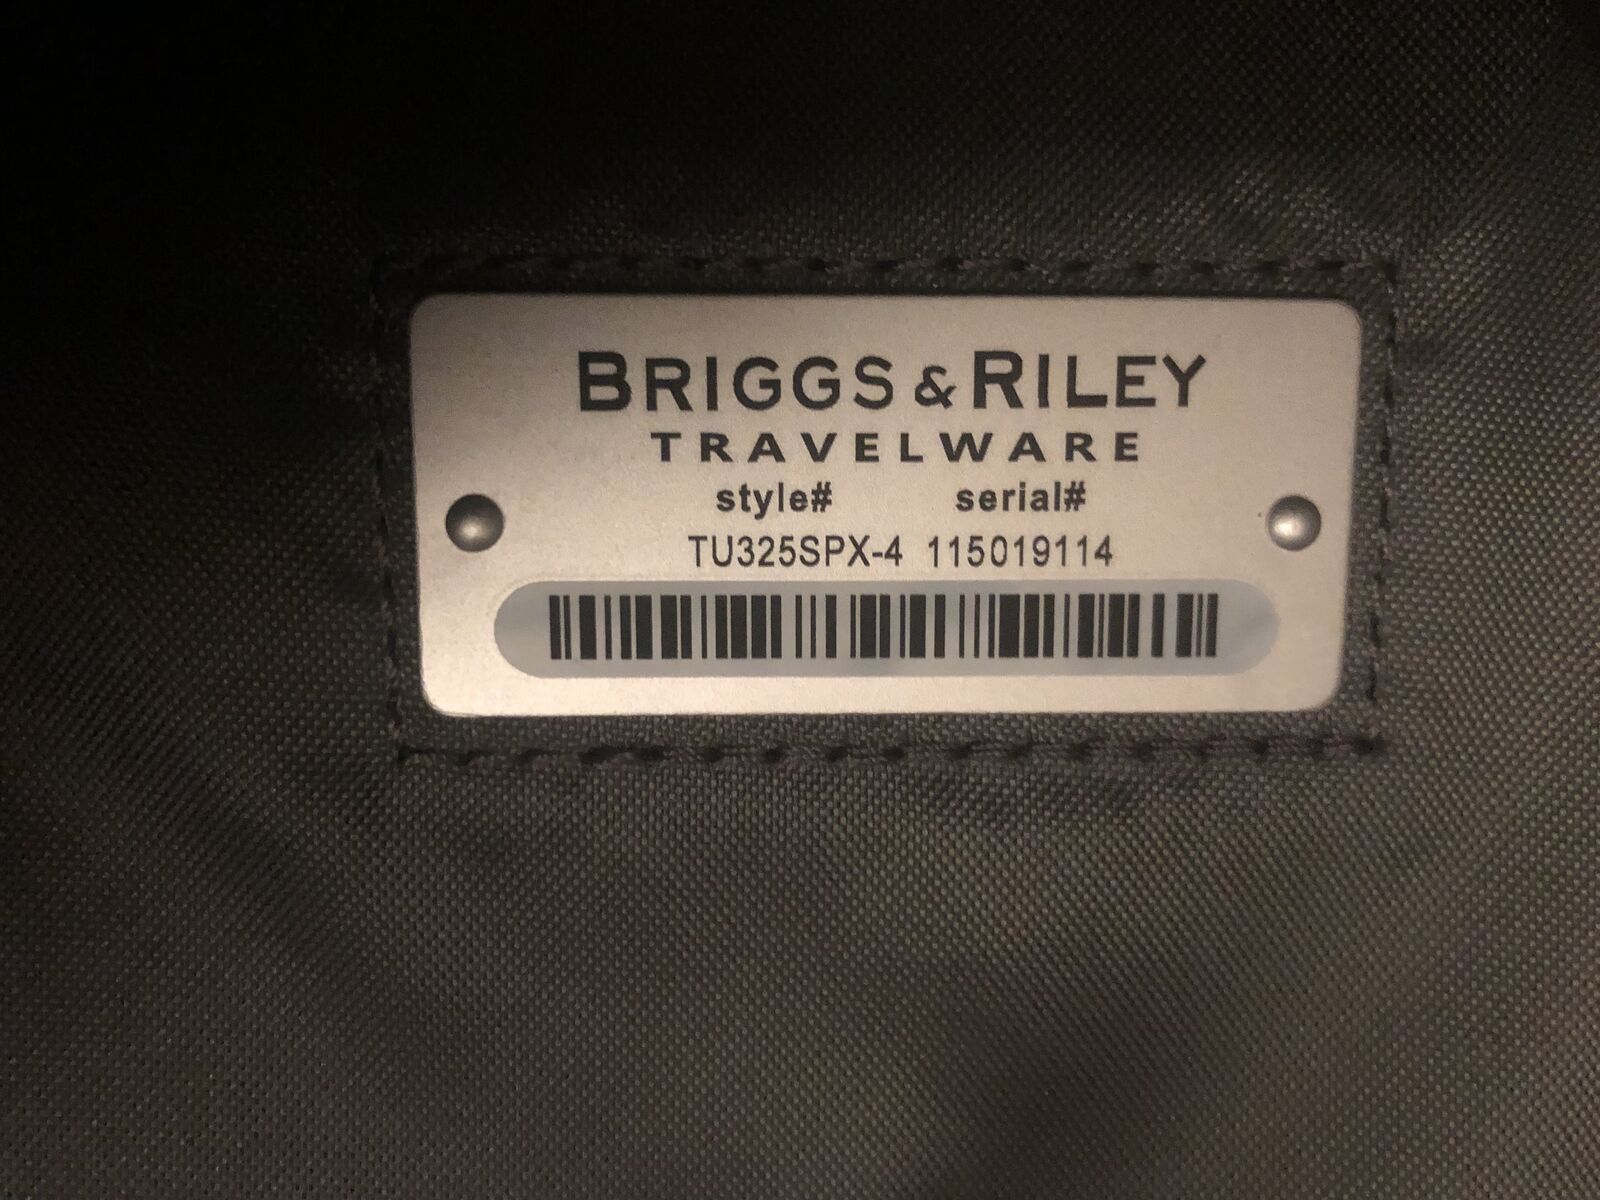 BRIGGS & RILEY
TRAVELWARE
style# serial#
TU325SPX-4 115019114